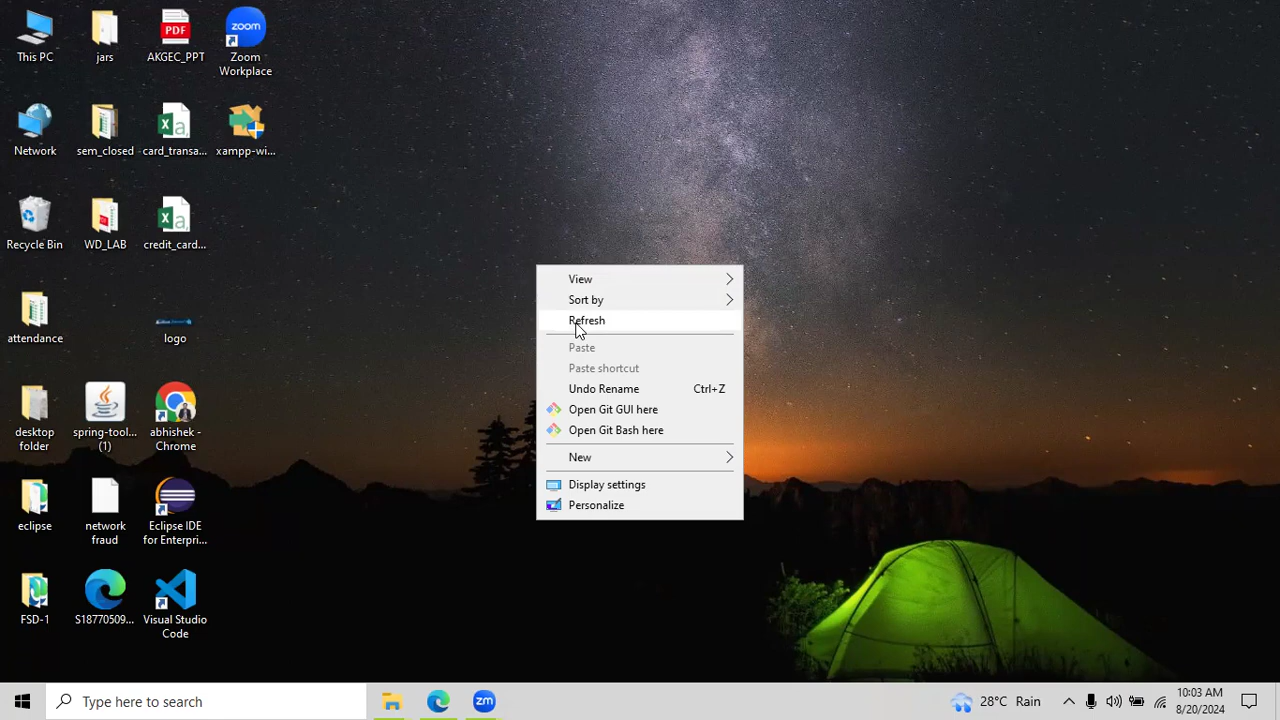 This PC
jars
AKGEC_PPT
PDF
zoom
Zoom
Workplace
Network
sem_closed
card_transa...
xampp-wi...
Recycle Bin
WD_LAB
credit_card...
attendance
logo
desktop
folder
spring-tool...
(1)
abhishek -
Chrome
eclipse
network
fraud
Eclipse IDE
for Enterpri...
FSD-1
S18770509...
Visual Studio
Code
View
Sort by
Refresh
Paste
Paste shortcut
Undo Rename Ctrl+Z
Open Git GUI here
Open Git Bash here
New
Display settings
Personalize
Type here to search
zm
28°C Rain
:03 AM
8/20/2024